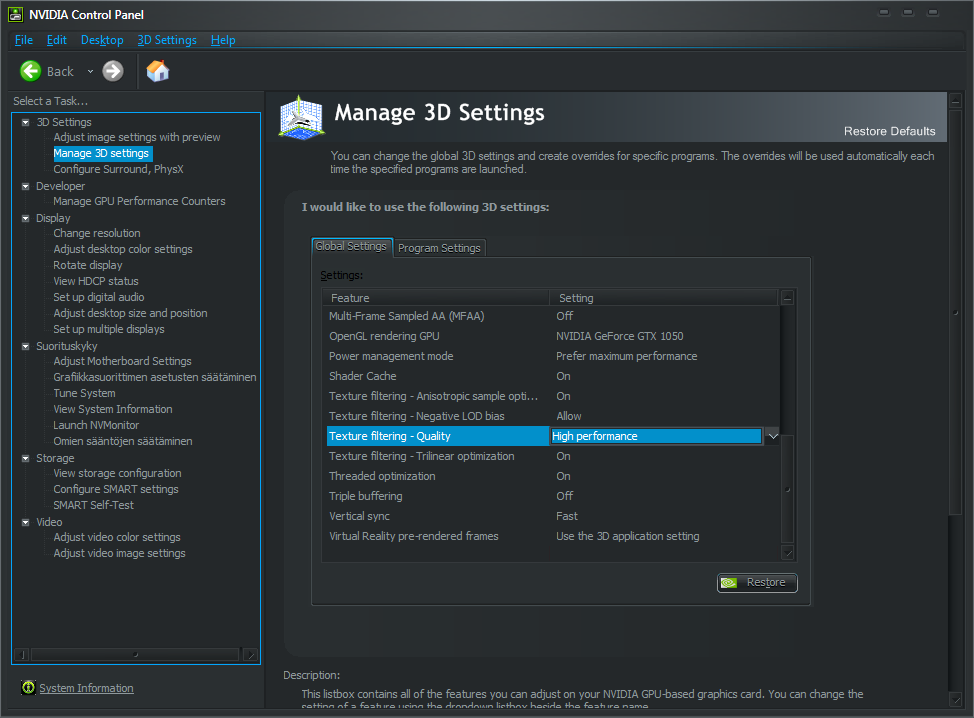 NVIDIA Control Panel
File Edit Desktop 3D Settings Help
Back
Select a Task...
3D Settings
Adjust image settings with preview
Manage 3D settings
Configure Surround, PhysX
Developer
Manage GPU Performance Counters
Display
Change resolution
Adjust desktop color settings
Rotate display
View HDCP status
Set up digital audio
Adjust desktop size and position
Set up multiple displays
Suorituskyky
Adjust Motherboard Settings
Grafiikkasuorittimen asetusten säätäminen
Tune System
View System Information
Launch NVMonitor
Omien sääntöjen säätäminen
Storage
View storage configuration
Configure SMART settings
SMART Self-Test
Video
Adjust video color settings
Adjust video image settings
System Information
Manage 3D Settings
Restore Defaults
You can change the global 3D settings and create overrides for specific programs. The overrides will be used automatically each
time the specified programs are launched.
I would like to use the following 3D settings:
Global Settings Program Settings
Settings:
Feature Setting
Multi-Frame Sampled AA (MFAA) Off
OpenGL rendering GPU NVIDIA GeForce GTX 1050
Power management mode Prefer maximum performance
Shader Cache On
Texture filtering - Anisotropic sample opti... On
Texture filtering - Negative LOD bias Allow
Texture filtering - Quality High performance
Texture filtering - Trilinear optimization On
Threaded optimization On
Triple buffering Off
Vertical sync Fast
Virtual Reality pre-rendered frames Use the 3D application setting
Restore
Description:
This listbox contains all of the features you can adjust on your NVIDIA GPU-based graphics card. You can change the
setting of a feature using the dropdown listbox beside the feature name.